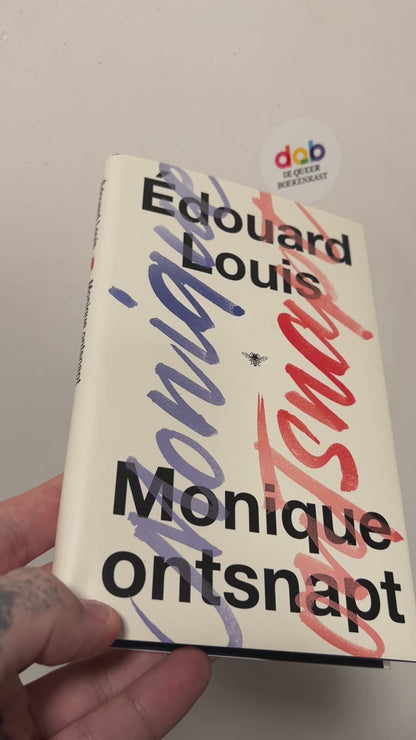 dqb
DE QUEER
BOEKENKAST
Édouard
Louis
Monique
ontsnapt
Monique
ontsnapt
Édouard Louis Monique ontsnapt